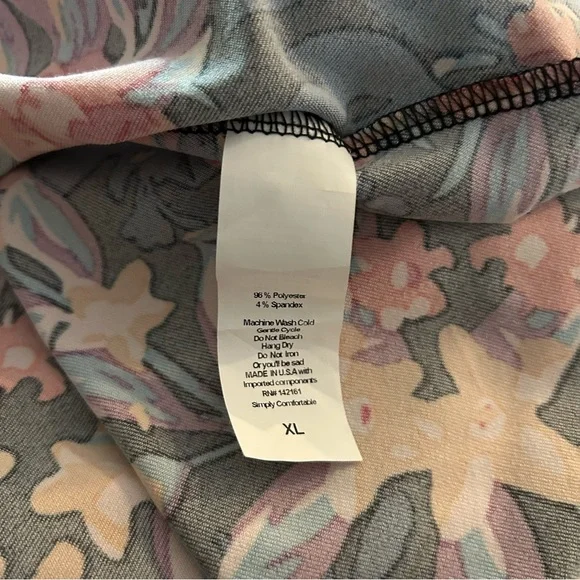 96 % Polyester
4 % Spandex
Machine Wash Cold
Gentle Cycle
Do Not Bleach
Hang Dry
Do Not Iron
Or you'll be sad
MADE IN U.S.A with
Imported components
RN# 142161
Simply Comfortable
XL